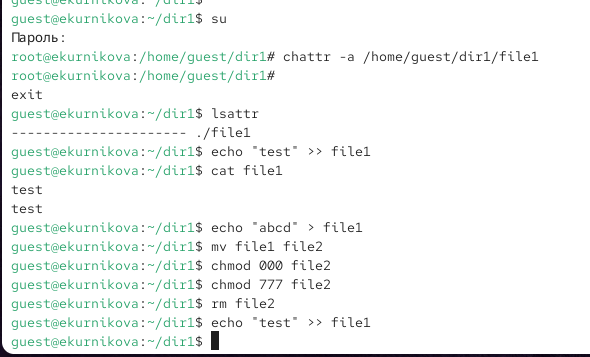 guest@ekurnikova:~/dir1$ su
Пароль:
root@ekurnikova:/home/guest/dir1# chattr -a /home/guest/dir1/file1
root@ekurnikova:/home/guest/dir1#
exit
guest@ekurnikova:~/dir1$ lsattr
---------------------- ./file1
guest@ekurnikova:~/dir1$ echo "test" >> file1
guest@ekurnikova:~/dir1$ cat file1
test
test
guest@ekurnikova:~/dir1$ echo "abcd" > file1
guest@ekurnikova:~/dir1$ mv file1 file2
guest@ekurnikova:~/dir1$ chmod 000 file2
guest@ekurnikova:~/dir1$ chmod 777 file2
guest@ekurnikova:~/dir1$ rm file2
guest@ekurnikova:~/dir1$ echo "test" >> file1
guest@ekurnikova:~/dir1$